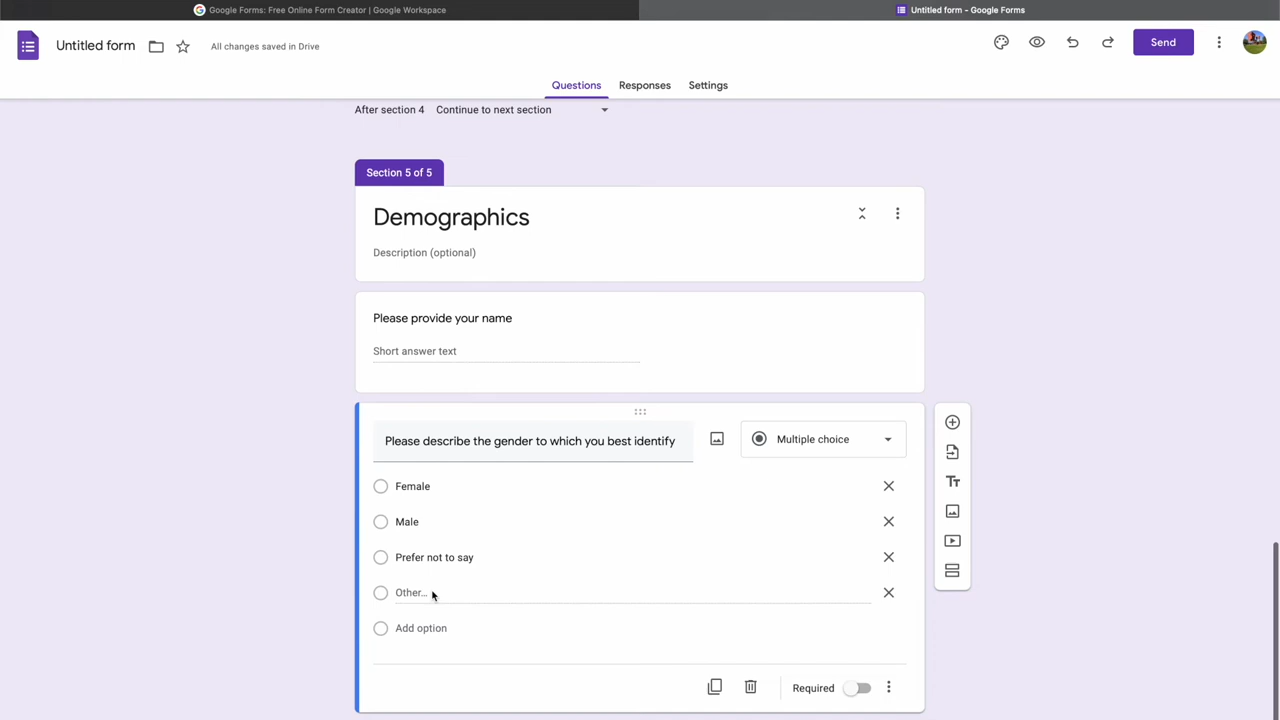 Google Forms: Free Online Form Creator | Google Workspace
Untitled form - Google Forms
Untitled form
All changes saved in Drive
Send
Questions
Responses
Settings
After section 4
Continue to next section
Section 5 of 5
Demographics
Description (optional)
Please provide your name
Short answer text
Please describe the gender to which you best identify
Multiple choice
Female
Male
Prefer not to say
Other...
Add option
Required